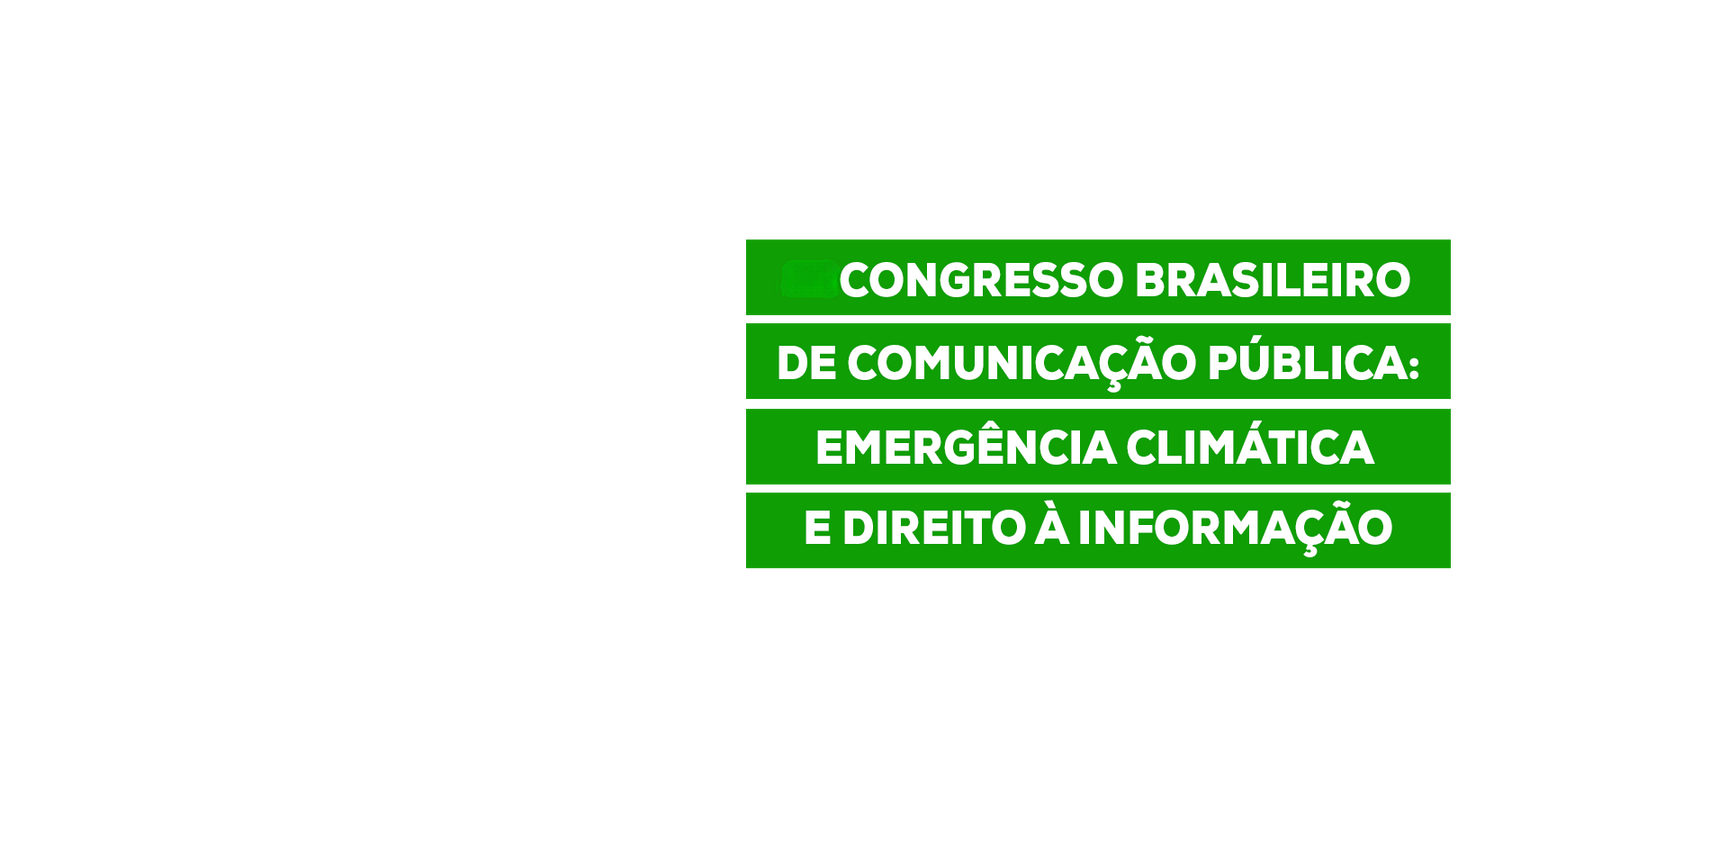 CONGRESSO BRASILEIRO
DE COMUNICAÇÃO PÚBLICA:
EMERGÊNCIA CLIMÁTICA
E DIREITO À INFORMAÇÃO